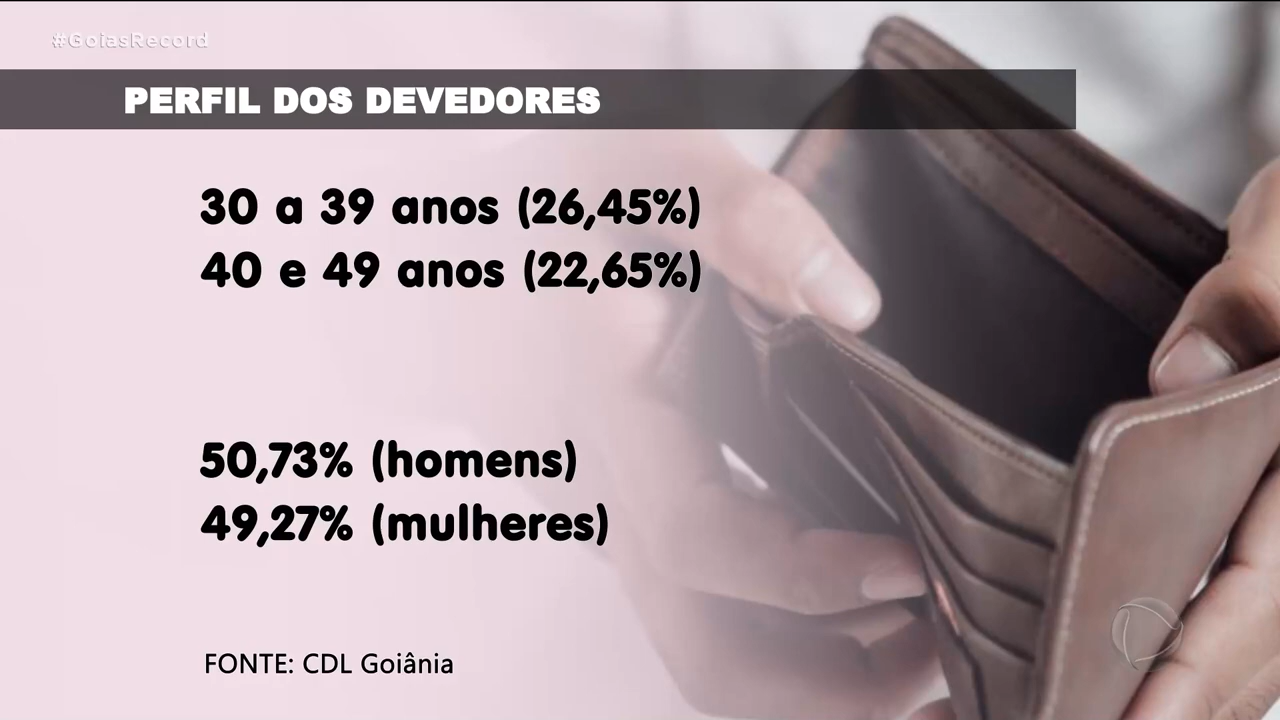 #GoiasRecord
PERFIL DOS DEVEDORES
30 a 39 anos (26,45%)
40 e 49 anos (22,65%)
50,73% (homens)
49,27% (mulheres)
FONTE: CDL Goiânia